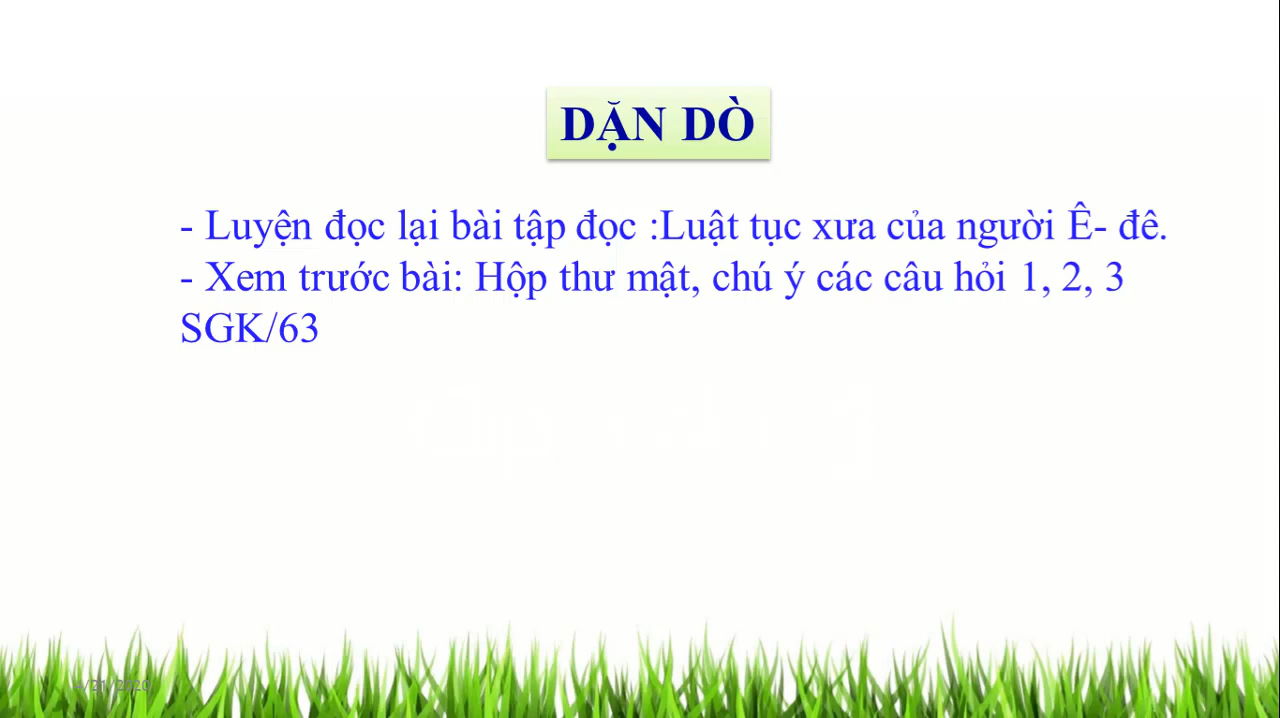 DẶN DÒ
- Luyện đọc lại bài tập đọc :Luật tục xưa của người Ê- đê.
- Xem trước bài: Hộp thư mật, chú ý các câu hỏi 1, 2, 3
SGK/63